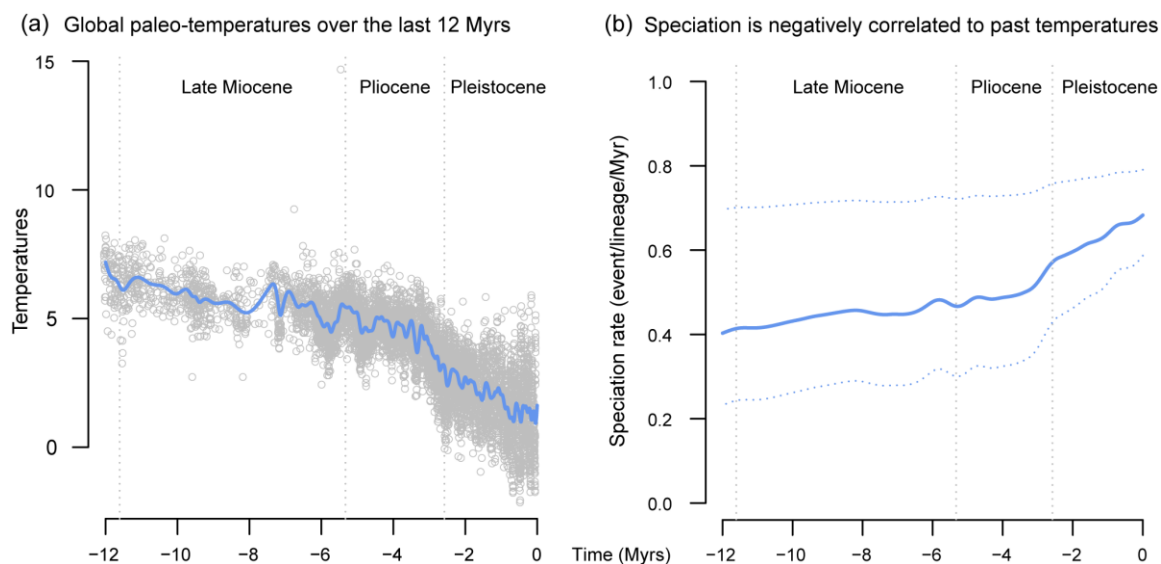 (a) Global paleo-temperatures over the last 12 Myrs
15
Late Miocene
Pliocene
Pleistocene
10
5
0
Temperatures
−12
−10
−8
−6
−4
−2
0
Time (Myrs)
(b) Speciation is negatively correlated to past temperatures
1.0
Late Miocene
Pliocene
Pleistocene
0.8
0.6
0.4
0.2
0.0
Speciation rate (event/lineage/Myr)
−12
−10
−8
−6
−4
−2
0